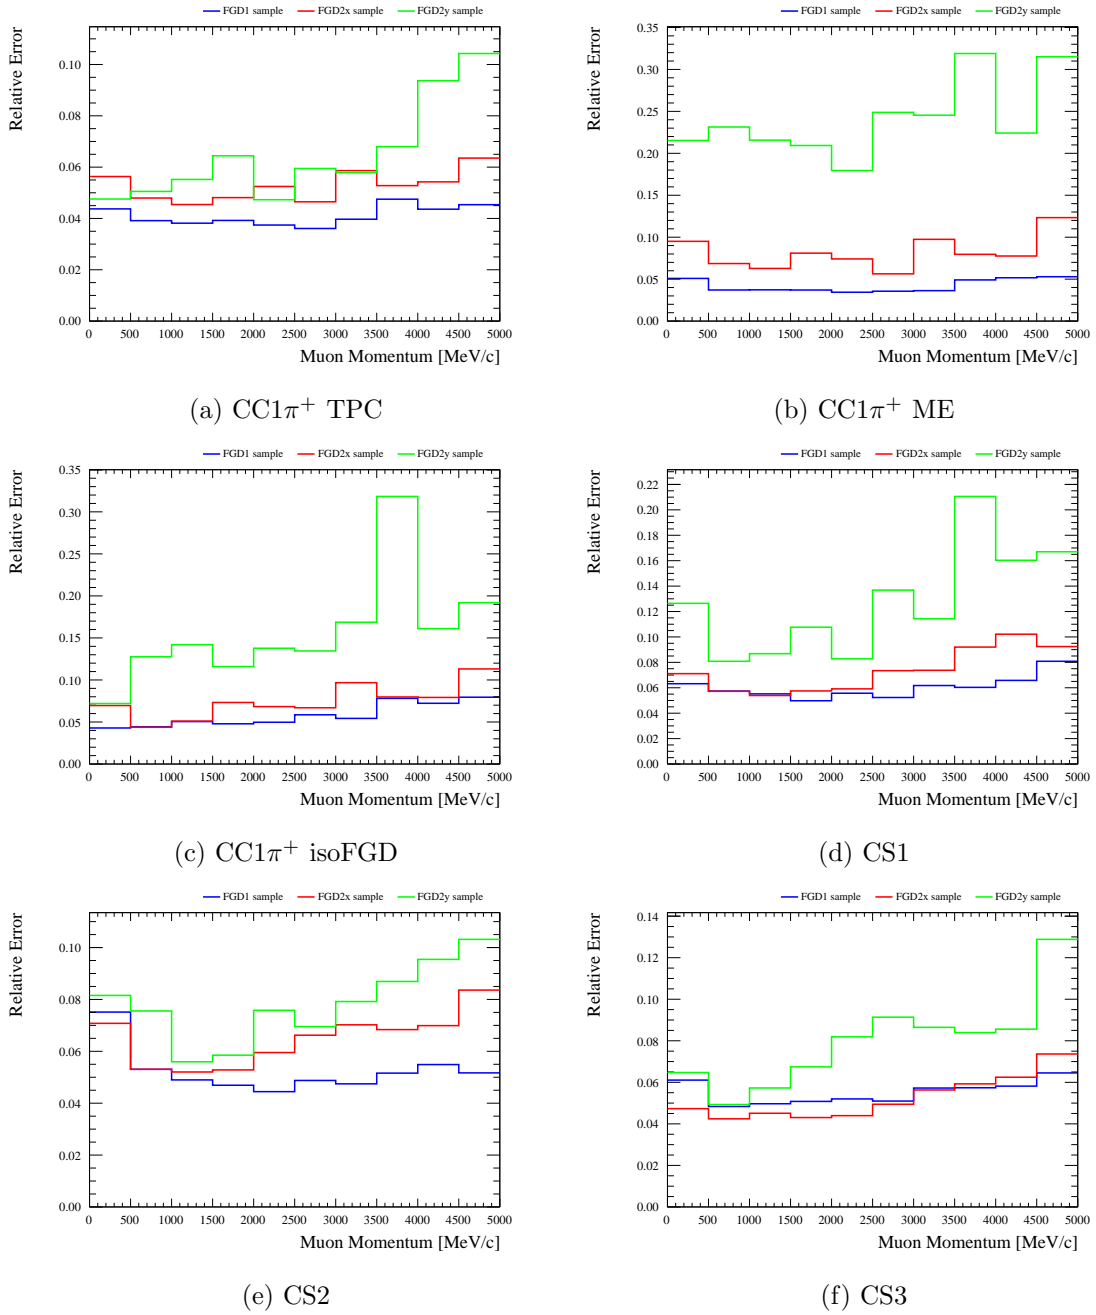 FGD1 sample FGD2x sample FGD2y sample
Relative Error
0.10
0.08
0.06
0.04
0.02
0.00
0 500 1000 1500 2000 2500 3000 3500 4000 4500 5000
Muon Momentum [MeV/c]
(a) CC1π⁺ TPC
FGD1 sample FGD2x sample FGD2y sample
Relative Error
0.35
0.30
0.25
0.20
0.15
0.10
0.05
0.00
0 500 1000 1500 2000 2500 3000 3500 4000 4500 5000
Muon Momentum [MeV/c]
(b) CC1π⁺ ME
FGD1 sample FGD2x sample FGD2y sample
Relative Error
0.35
0.30
0.25
0.20
0.15
0.10
0.05
0.00
0 500 1000 1500 2000 2500 3000 3500 4000 4500 5000
Muon Momentum [MeV/c]
(c) CC1π⁺ isoFGD
FGD1 sample FGD2x sample FGD2y sample
Relative Error
0.22
0.20
0.18
0.16
0.14
0.12
0.10
0.08
0.06
0.04
0.02
0.00
0 500 1000 1500 2000 2500 3000 3500 4000 4500 5000
Muon Momentum [MeV/c]
(d) CS1
FGD1 sample FGD2x sample FGD2y sample
Relative Error
0.10
0.08
0.06
0.04
0.02
0.00
0 500 1000 1500 2000 2500 3000 3500 4000 4500 5000
Muon Momentum [MeV/c]
(e) CS2
FGD1 sample FGD2x sample FGD2y sample
Relative Error
0.14
0.12
0.10
0.08
0.06
0.04
0.02
0.00
0 500 1000 1500 2000 2500 3000 3500 4000 4500 5000
Muon Momentum [MeV/c]
(f) CS3